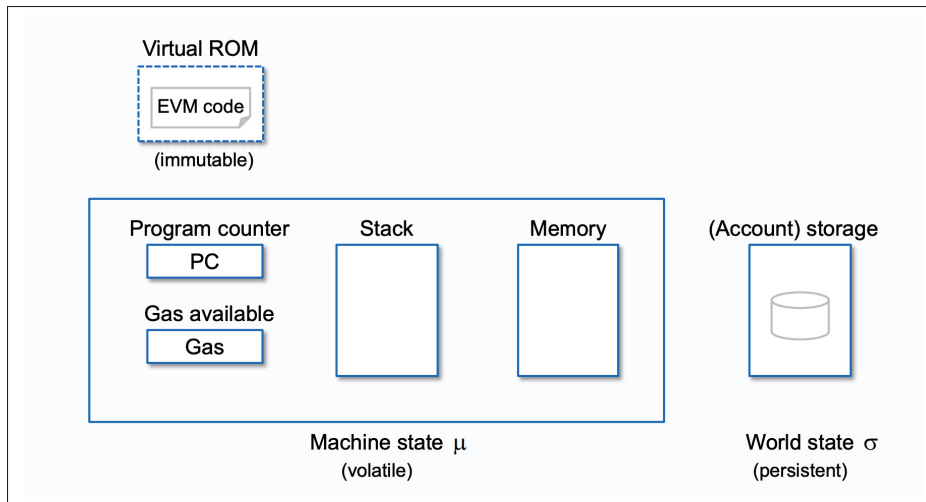 Virtual ROM
EVM code
(immutable)
Program counter
PC
Gas available
Gas
Stack
Memory
(Account) storage
Machine state μ
(volatile)
World state σ
(persistent)